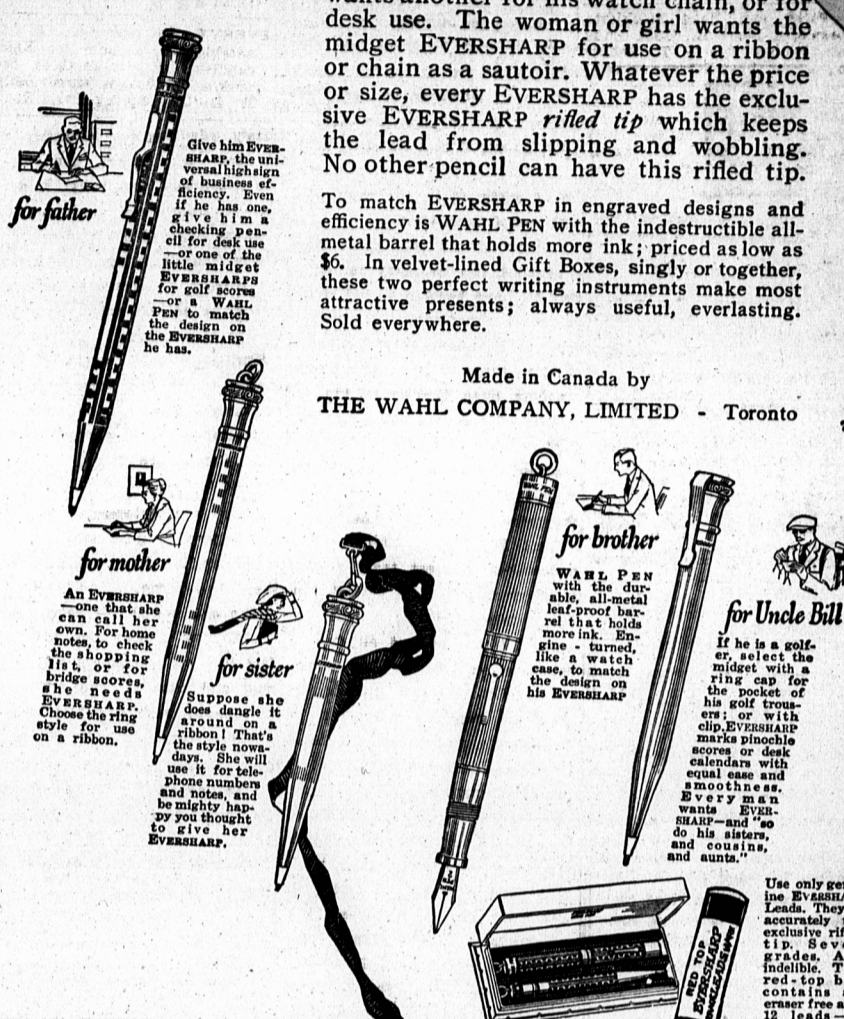 wants another for his watch chain, or for
desk use. The woman or girl wants the
midget EVERSHARP for use on a ribbon
or chain as a sautoir. Whatever the price
or size, every EVERSHARP has the exclu-
sive EVERSHARP rifled tip which keeps
the lead from slipping and wobbling.
No other pencil can have this rifled tip.
To match EVERSHARP in engraved designs and
efficiency is WAHL PEN with the indestructible all-
metal barrel that holds more ink; priced as low as
$6. In velvet-lined Gift Boxes, singly or together,
these two perfect writing instruments make most
attractive presents; always useful, everlasting.
Sold everywhere.
Made in Canada by
THE WAHL COMPANY, LIMITED - Toronto
for father
Give him EVER-
SHARP, the uni-
versal high sign
of business ef-
ficiency. Even
if he has one,
give him a
checking pen-
cil for desk use
—or one of the
little midget
EVERSHARPS
for golf scores
—or a WAHL
PEN to match
the design on
the EVERSHARP
he has.
for mother
An EVERSHARP
—one that she
can call her
own. For home
notes, to check
the shopping
list, or for
bridge scores,
she needs
EVERSHARP.
Choose the ring
style for use
on a ribbon.
for sister
Suppose she
does dangle it
around on a
ribbon! That's
the style nowa-
days. She will
use it for tele-
phone numbers
and notes, and
be mighty hap-
py you thought
to give her
EVERSHARP.
WAHL PEN
for brother
WAHL PEN
with the dur-
able, all-metal
leaf-proof bar-
rel that holds
more ink. En-
gine-turned,
like a watch
case, to match
the design on
his EVERSHARP
for Uncle Bill
If he is a golf-
er, select the
midget with a
ring cap for
the pocket of
his golf trous-
ers; or with
clip. EVERSHARP
marks pinochle
scores or desk
calendars with
equal ease and
smoothness.
Every man
wants EVER-
SHARP—and "so
do his sisters,
and cousins,
and aunts."
RED TOP
EVERSHARP
Use only gen
ine EVERSHA
Leads. They
accurately
exclusive rif
tip. Seve
grades. A
indelible. T
red-top b
contains
eraser free a
12 leads—